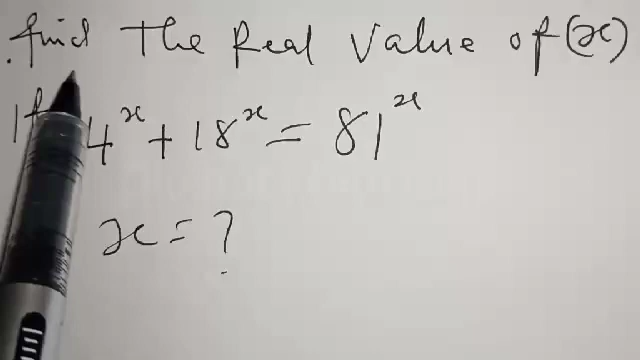 .find The Real Value of (x)
If 4^x + 18^x = 81^x
x = ?